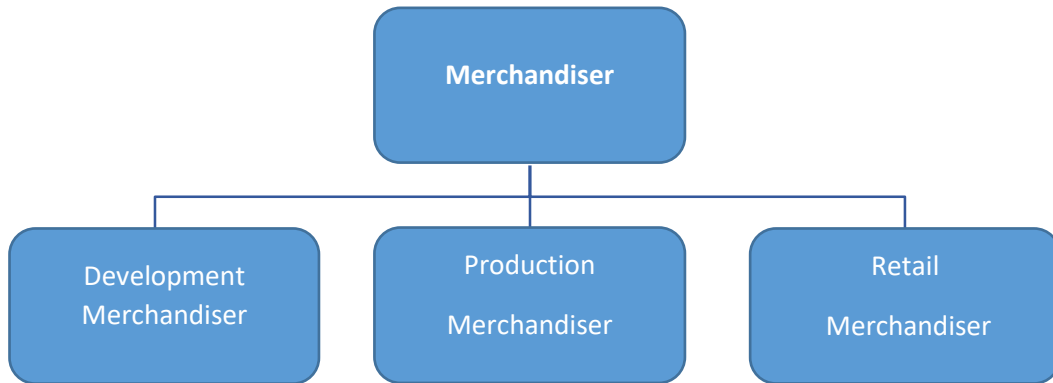 Merchandiser
Development
Merchandiser
Production
Merchandiser
Retail
Merchandiser